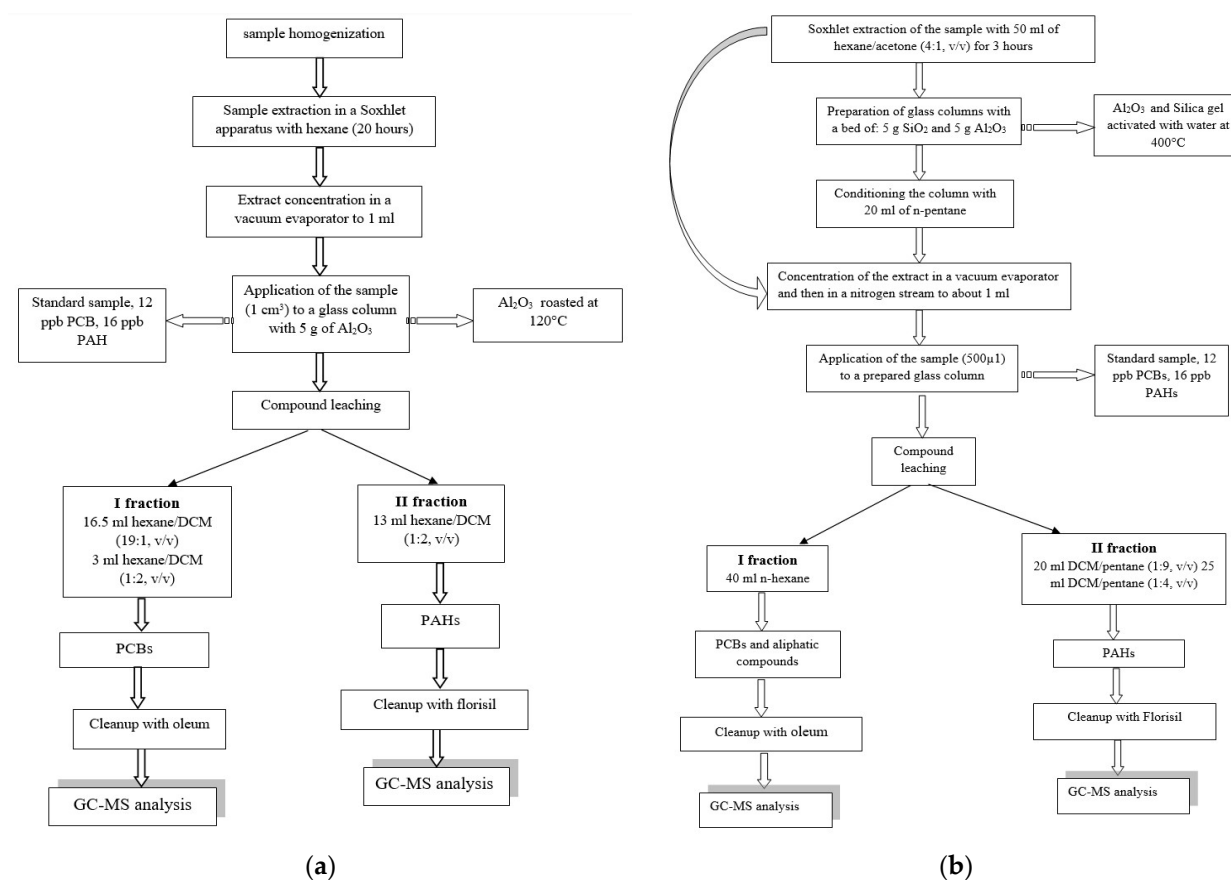 sample homogenization
Sample extraction in a Soxhlet
apparatus with hexane (20 hours)
Extract concentration in a
vacuum evaporator to 1 ml
Standard sample, 12
ppb PCB, 16 ppb
PAH
Application of the sample
(1 cm³) to a glass column
with 5 g of Al₂O₃
Al₂O₃ roasted at
120°C
Compound leaching
I fraction
16.5 ml hexane/DCM
(19:1, v/v)
3 ml hexane/DCM
(1:2, v/v)
II fraction
13 ml hexane/DCM
(1:2, v/v)
PCBs
PAHs
Cleanup with oleum
Cleanup with florisil
GC-MS analysis
GC-MS analysis
(a)
Soxhlet extraction of the sample with 50 ml of
hexane/acetone (4:1, v/v) for 3 hours
Preparation of glass columns with
a bed of: 5 g SiO₂ and 5 g Al₂O₃
Al₂O₃ and Silica gel
activated with water at
400°C
Conditioning the column with
20 ml of n-pentane
Concentration of the extract in a vacuum evaporator
and then in a nitrogen stream to about 1 ml
Application of the sample (500µ1)
to a prepared glass column
Standard sample, 12
ppb PCBs, 16 ppb
PAHs
Compound
leaching
I fraction
40 ml n-hexane
II fraction
20 ml DCM/pentane (1:9, v/v) 25
ml DCM/pentane (1:4, v/v)
PCBs and aliphatic
compounds
PAHs
Cleanup with oleum
Cleanup with Florisil
GC-MS analysis
GC-MS analysis
(b)